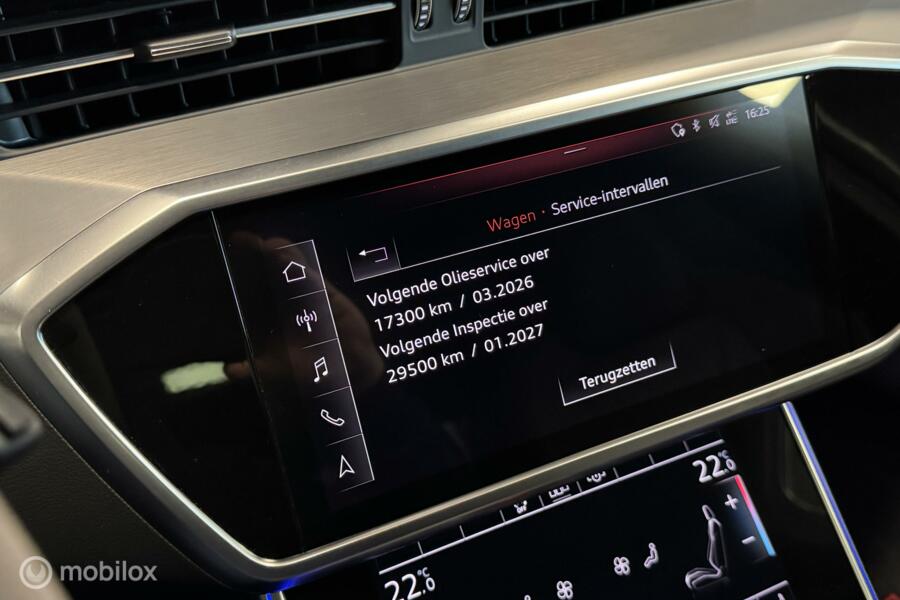 LTE 16:25
Wagen · Service-intervallen
Volgende Olieservice over
17300 km / 03.2026
Volgende Inspectie over
29500 km / 01.2027
Terugzetten
22.0 °C
+
-
22.0 °C
mobilox